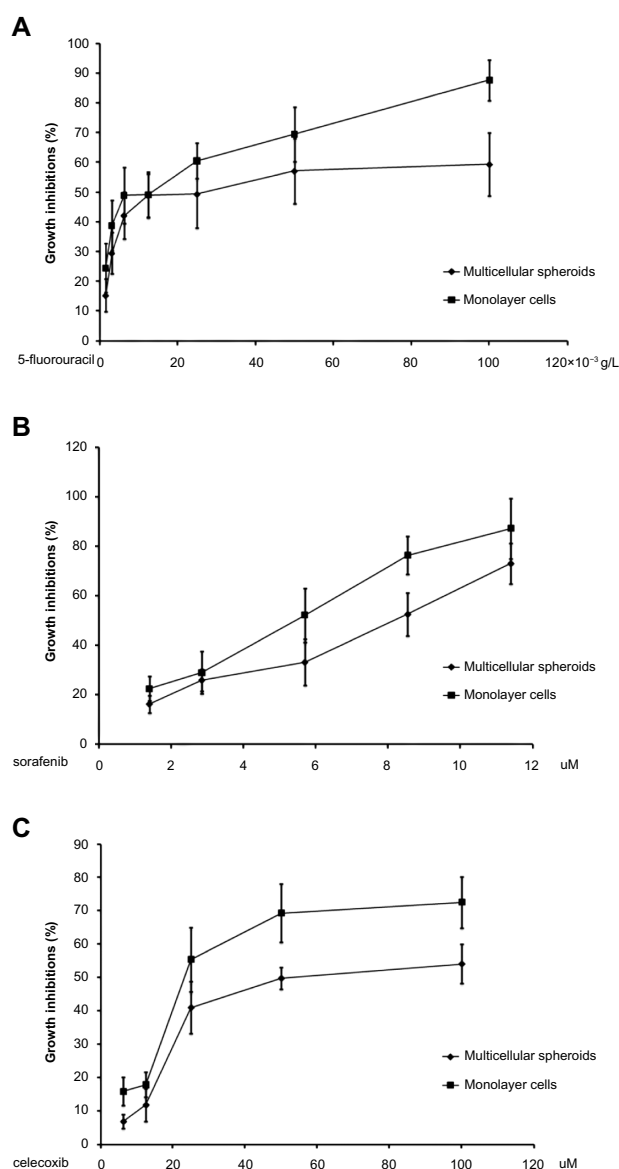 A
Growth inhibitions (%)
100
90
80
70
60
50
40
30
20
10
0
Multicellular spheroids
Monolayer cells
5-fluorouracil 0 20 40 60 80 100 120×10⁻³ g/L
B
Growth inhibitions (%)
120
100
80
60
40
20
0
Multicellular spheroids
Monolayer cells
sorafenib 0 2 4 6 8 10 12 uM
C
Growth inhibitions (%)
90
80
70
60
50
40
30
20
10
0
Multicellular spheroids
Monolayer cells
celecoxib 0 20 40 60 80 100 120 uM